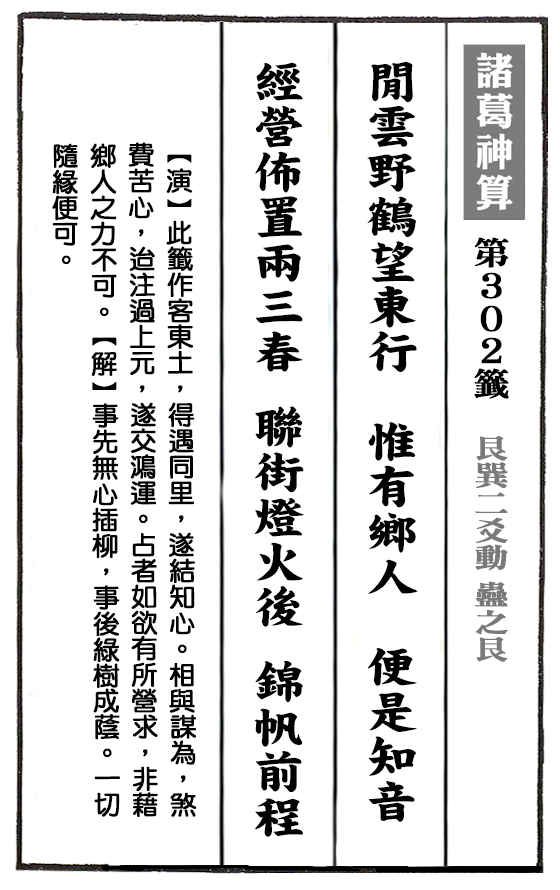 諸葛神算 第302籤 艮巽二爻動 蠱之艮
閒雲野鶴望東行 惟有鄉人 便是知音
經營佈置兩三春 聯街燈火後 錦帆前程
【演】此籤作客東土，得遇同里，遂結知心。相與謀為，煞
費苦心，迨注過上元，遂交鴻運。占者如欲有所營求，非藉
鄉人之力不可。【解】事先無心插柳，事後綠樹成蔭。一切
隨緣便可。